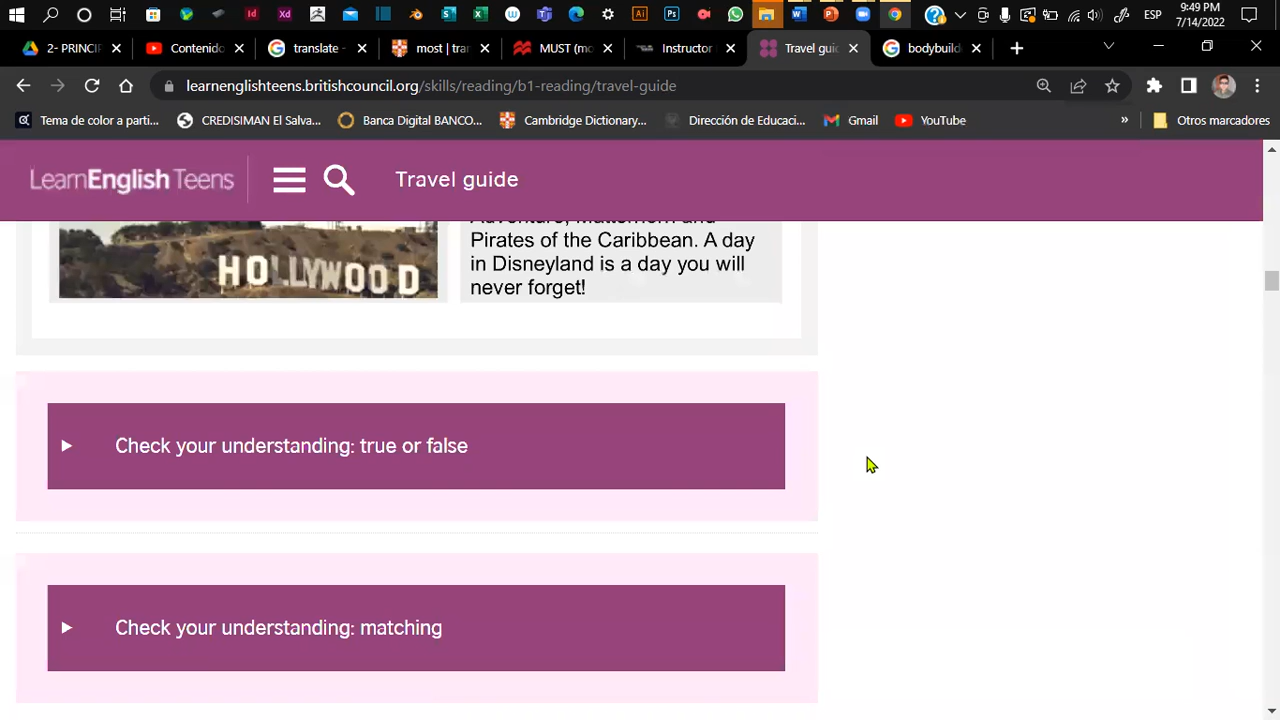 9:49 PM
ESP
7/14/2022
2-PRINCIP
Contenido
translate -
most | tran
MUST (mo
Instructor
Travel guid
bodybuild
learnenglishteens.britishcouncil.org/skills/reading/b1-reading/travel-guide
Tema de color a parti...
CREDISIMAN El Salva...
Banca Digital BANCO...
Cambridge Dictionary...
Dirección de Educaci...
Gmail
YouTube
»
Otros marcadores
LearnEnglish Teens
Travel guide
Pirates of the Caribbean. A day
in Disneyland is a day you will
never forget!
HOLLYWOOD
Check your understanding: true or false
Check your understanding: matching